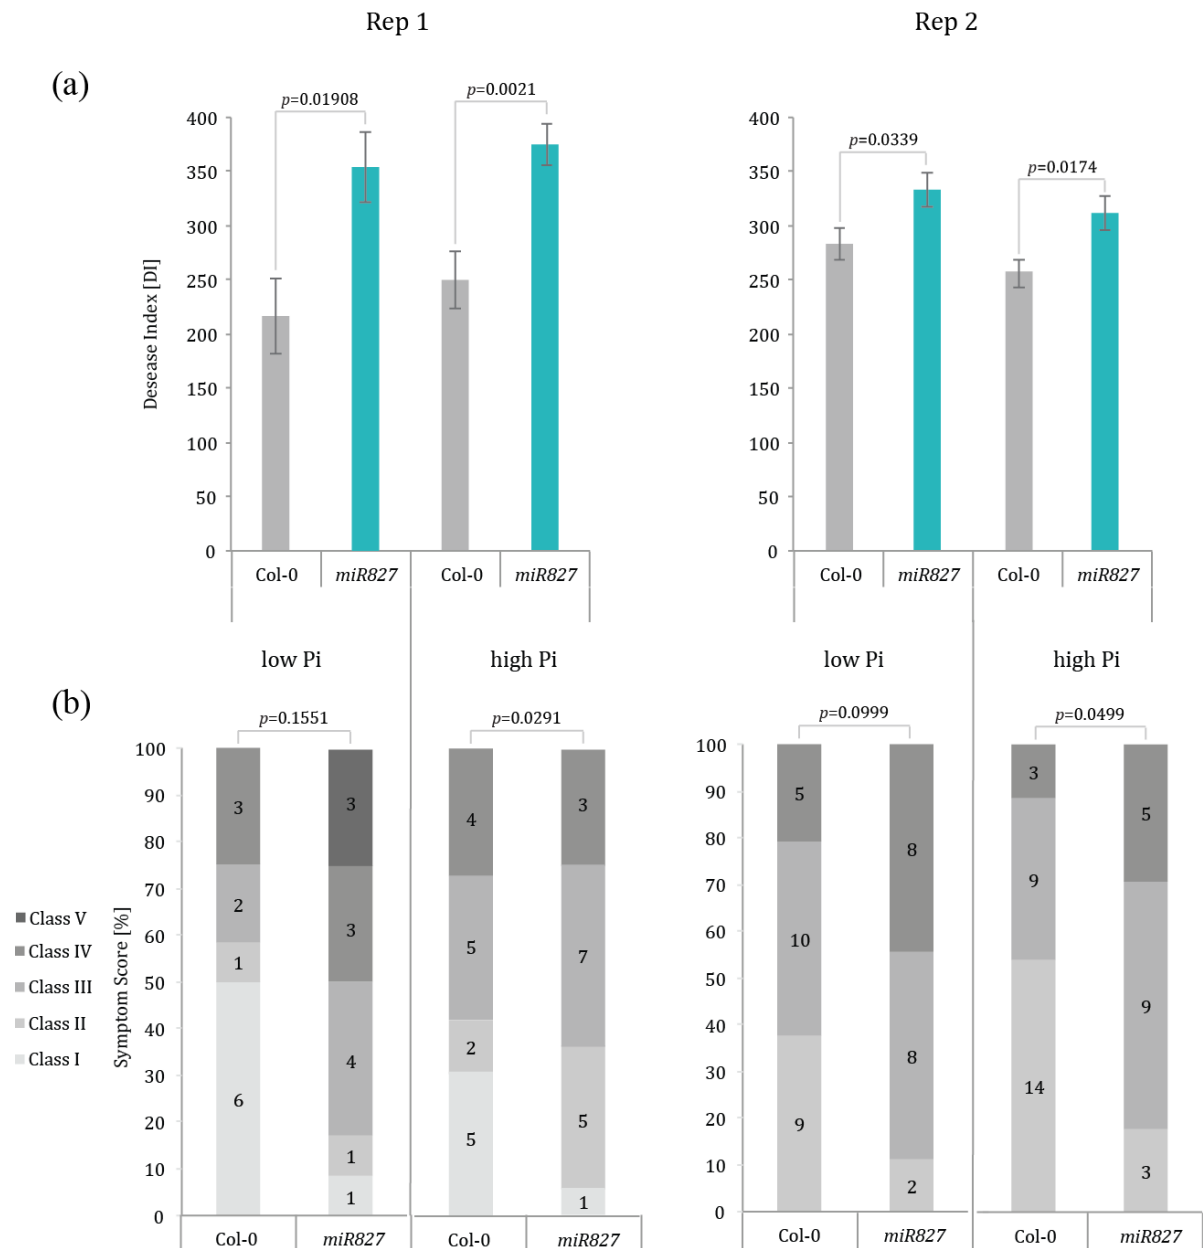 Rep 1
Rep 2
(a)
p=0.01908
p=0.0021
p=0.0339
p=0.0174
Desease Index [DI]
400
350
300
250
200
150
100
50
0
400
350
300
250
200
150
100
50
0
Col-0
miR827
Col-0
miR827
Col-0
miR827
Col-0
miR827
low Pi
high Pi
low Pi
high Pi
(b)
p=0.1551
p=0.0291
p=0.0999
p=0.0499
Class V
Class IV
Class III
Class II
Class I
Symptom Score [%]
100
90
80
70
60
50
40
30
20
10
0
3
2
1
6
3
3
4
1
1
4
5
2
5
3
7
5
1
100
90
80
70
60
50
40
30
20
10
0
5
10
9
8
8
2
3
9
14
5
9
3
Col-0
miR827
Col-0
miR827
Col-0
miR827
Col-0
miR827